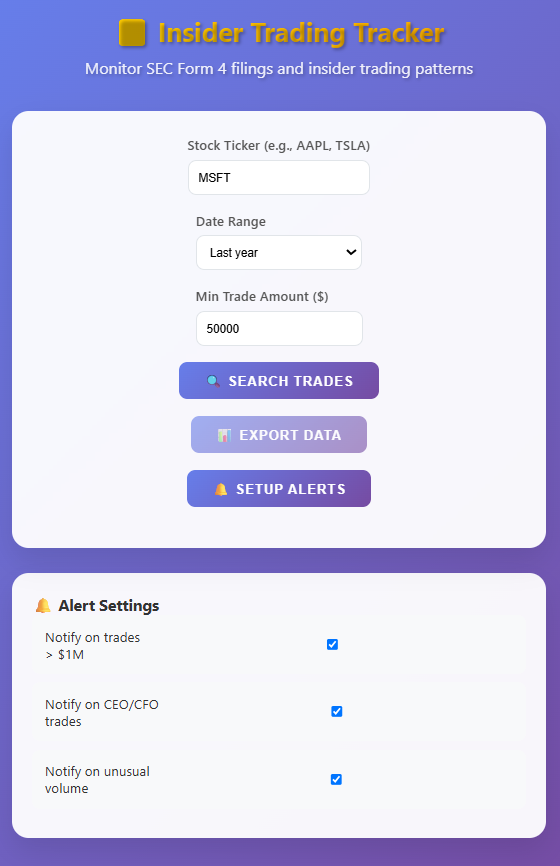 Insider Trading Tracker
Monitor SEC Form 4 filings and insider trading patterns
Stock Ticker (e.g., AAPL, TSLA)
MSFT
Date Range
Last year
Min Trade Amount ($)
50000
SEARCH TRADES
EXPORT DATA
SETUP ALERTS
Alert Settings
Notify on trades
> $1M
Notify on CEO/CFO
trades
Notify on unusual
volume